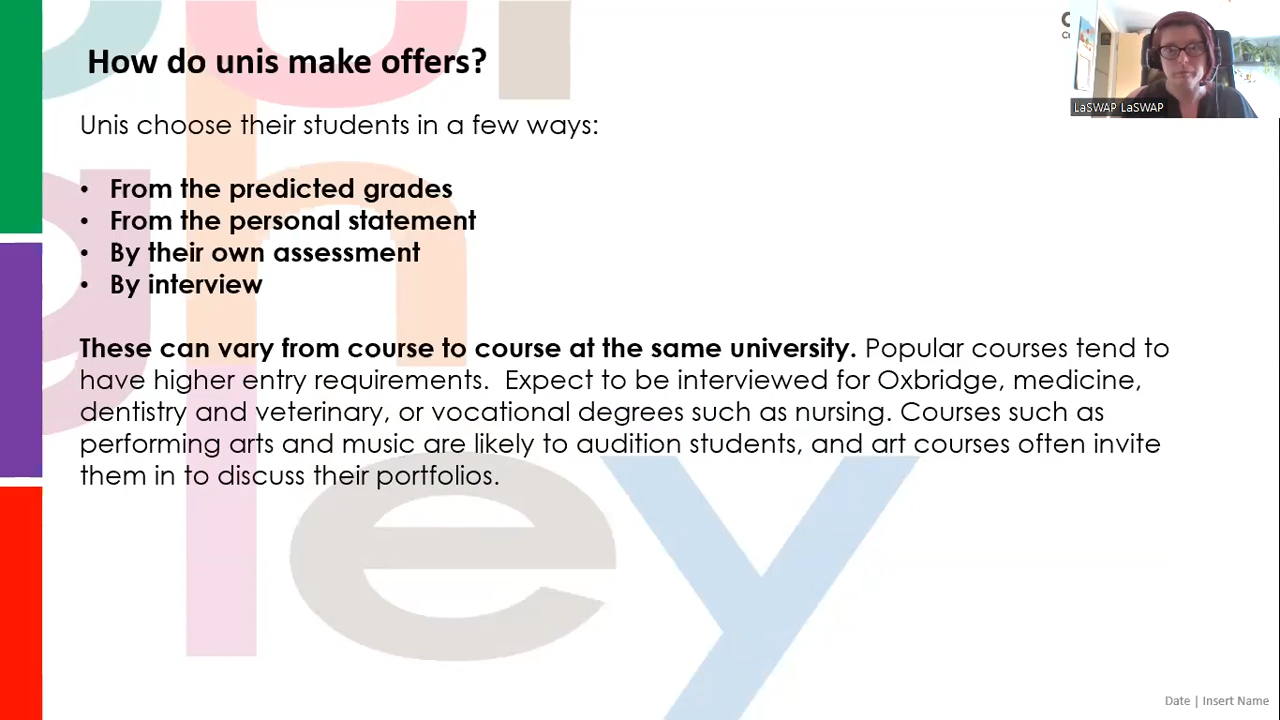 How do unis make offers?
Unis choose their students in a few ways:
• From the predicted grades
• From the personal statement
• By their own assessment
• By interview
These can vary from course to course at the same university. Popular courses tend to
have higher entry requirements.  Expect to be interviewed for Oxbridge, medicine,
dentistry and veterinary, or vocational degrees such as nursing. Courses such as
performing arts and music are likely to audition students, and art courses often invite
them in to discuss their portfolios.
LaSWAP LaSWAP
Date | Insert Name